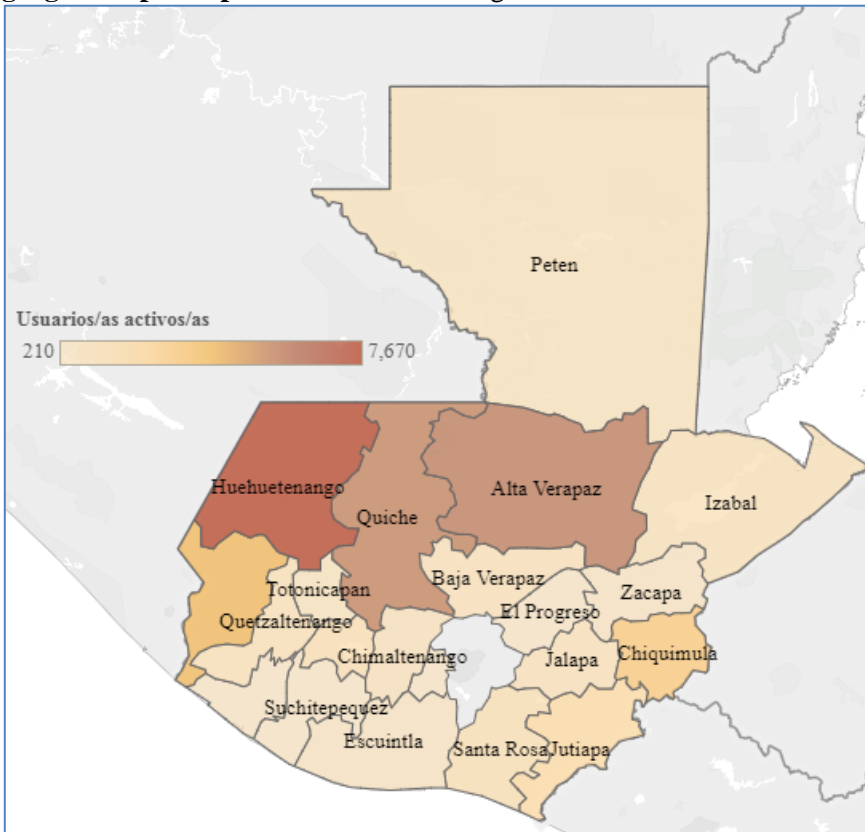 Peten
Usuarios/as activos/as
210 7,670
Huehuetenango
Alta Verapaz
Izabal
Quiche
Baja Verapaz
Totonicapan
Zacapa
El Progreso
Quetzaltenango
Chimaltenango
Jalapa
Chiquimula
Suchitepequez
Escuintla
Santa Rosa
Jutiapa